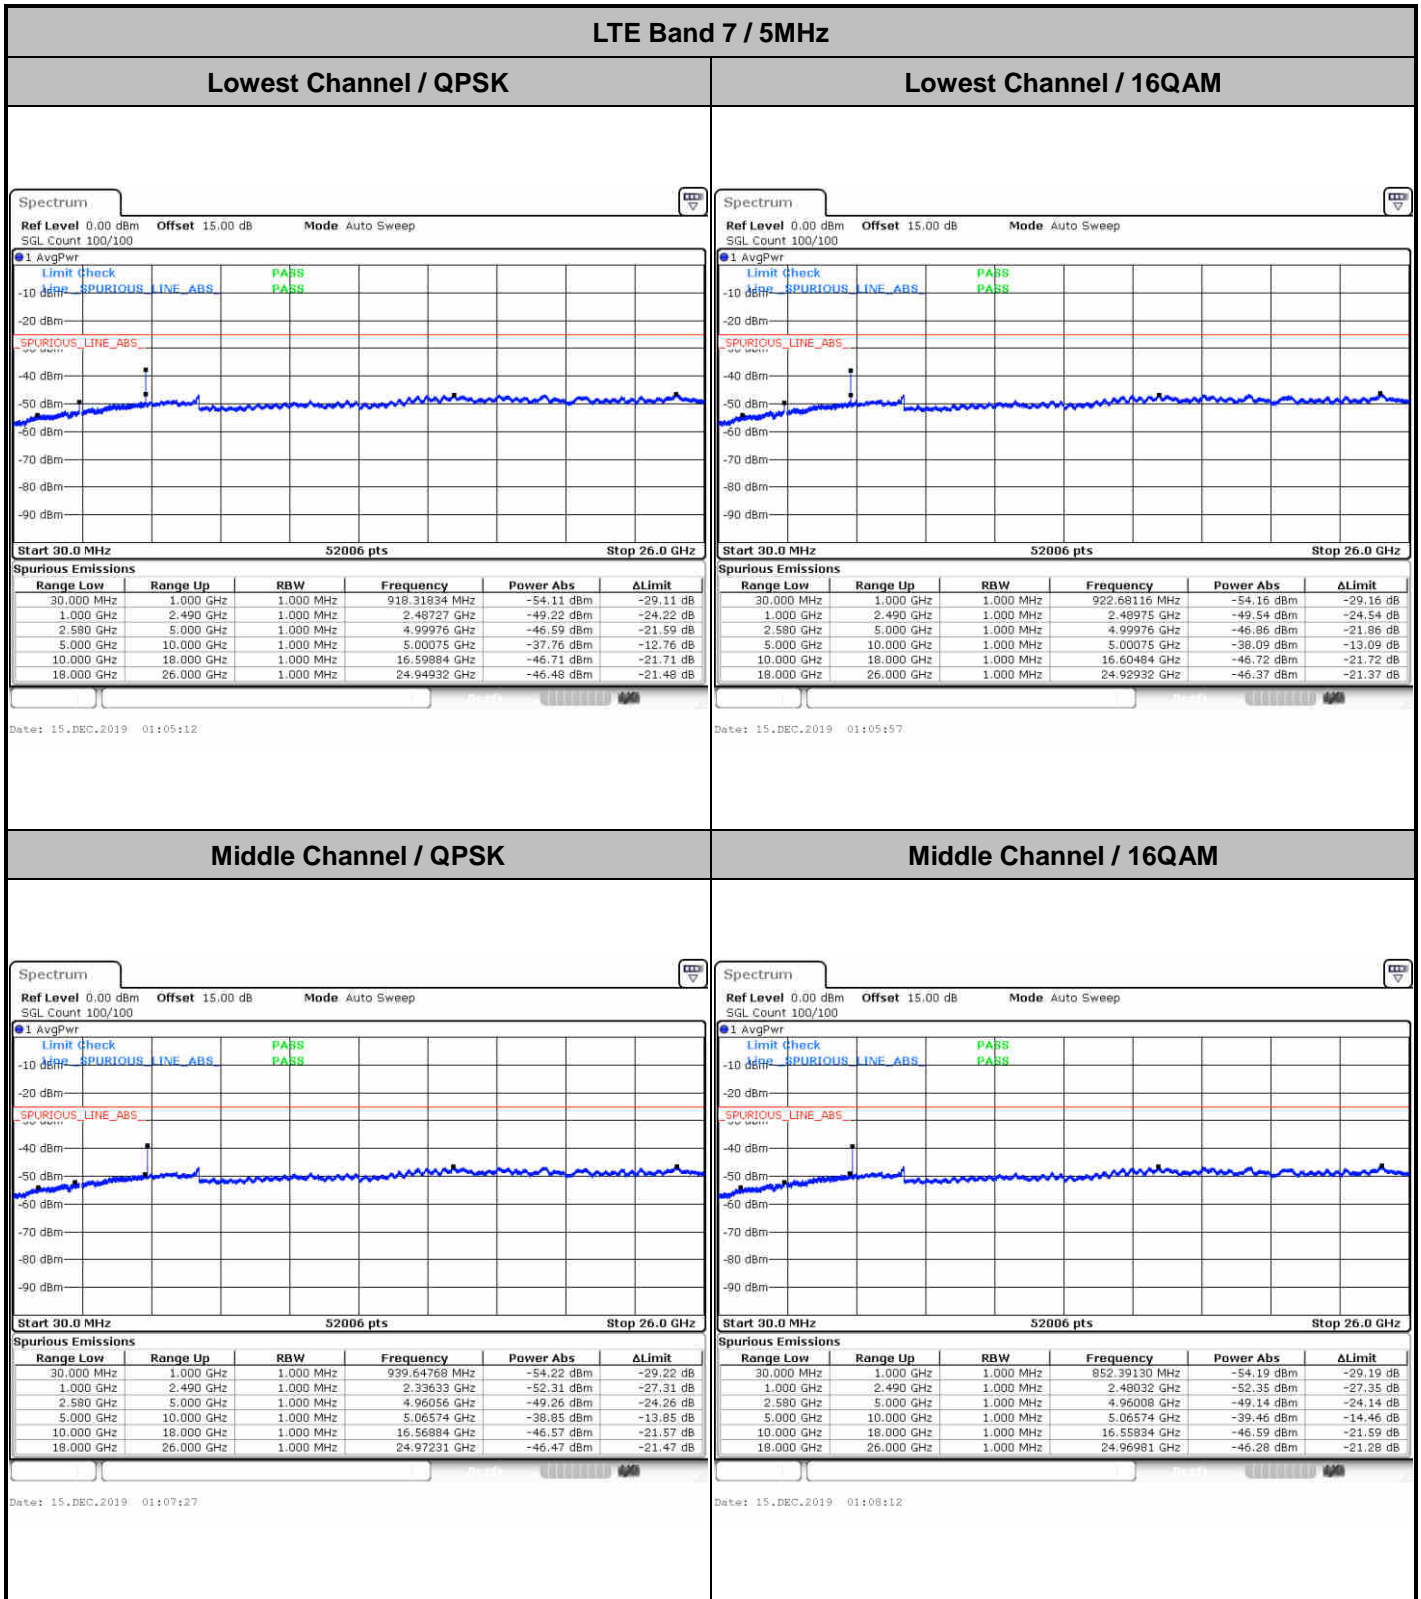 LTE Band 7 / 5MHz
Lowest Channel / QPSK
Lowest Channel / 16QAM
Spectrum
Ref Level 0.00 dBm Offset 15.00 dB Mode Auto Sweep
SGL Count 100/100
1 AvgPwr
Limit Check PASS
Line _SPURIOUS_LINE_ABS_ PASS
-10 dBm
-20 dBm
_SPURIOUS_LINE_ABS_
-40 dBm
-50 dBm
-60 dBm
-70 dBm
-80 dBm
-90 dBm
Start 30.0 MHz 52006 pts Stop 26.0 GHz
Spurious Emissions
Range Low Range Up RBW Frequency Power Abs ΔLimit
30.000 MHz 1.000 GHz 1.000 MHz 918.31834 MHz -54.11 dBm -29.11 dB
1.000 GHz 2.490 GHz 1.000 MHz 2.48727 GHz -49.22 dBm -24.22 dB
2.580 GHz 5.000 GHz 1.000 MHz 4.99976 GHz -46.59 dBm -21.59 dB
5.000 GHz 10.000 GHz 1.000 MHz 5.00075 GHz -37.76 dBm -12.76 dB
10.000 GHz 18.000 GHz 1.000 MHz 16.59884 GHz -46.71 dBm -21.71 dB
18.000 GHz 26.000 GHz 1.000 MHz 24.94932 GHz -46.48 dBm -21.48 dB
Date: 15.DEC.2019 01:05:12
Spectrum
Ref Level 0.00 dBm Offset 15.00 dB Mode Auto Sweep
SGL Count 100/100
1 AvgPwr
Limit Check PASS
Line _SPURIOUS_LINE_ABS_ PASS
-10 dBm
-20 dBm
_SPURIOUS_LINE_ABS_
-40 dBm
-50 dBm
-60 dBm
-70 dBm
-80 dBm
-90 dBm
Start 30.0 MHz 52006 pts Stop 26.0 GHz
Spurious Emissions
Range Low Range Up RBW Frequency Power Abs ΔLimit
30.000 MHz 1.000 GHz 1.000 MHz 922.68116 MHz -54.16 dBm -29.16 dB
1.000 GHz 2.490 GHz 1.000 MHz 2.48975 GHz -49.54 dBm -24.54 dB
2.580 GHz 5.000 GHz 1.000 MHz 4.99976 GHz -46.86 dBm -21.86 dB
5.000 GHz 10.000 GHz 1.000 MHz 5.00075 GHz -38.09 dBm -13.09 dB
10.000 GHz 18.000 GHz 1.000 MHz 16.60484 GHz -46.72 dBm -21.72 dB
18.000 GHz 26.000 GHz 1.000 MHz 24.92932 GHz -46.37 dBm -21.37 dB
Date: 15.DEC.2019 01:05:57
Middle Channel / QPSK
Middle Channel / 16QAM
Spectrum
Ref Level 0.00 dBm Offset 15.00 dB Mode Auto Sweep
SGL Count 100/100
1 AvgPwr
Limit Check PASS
Line _SPURIOUS_LINE_ABS_ PASS
-10 dBm
-20 dBm
_SPURIOUS_LINE_ABS_
-40 dBm
-50 dBm
-60 dBm
-70 dBm
-80 dBm
-90 dBm
Start 30.0 MHz 52006 pts Stop 26.0 GHz
Spurious Emissions
Range Low Range Up RBW Frequency Power Abs ΔLimit
30.000 MHz 1.000 GHz 1.000 MHz 939.64768 MHz -54.22 dBm -29.22 dB
1.000 GHz 2.490 GHz 1.000 MHz 2.33633 GHz -52.31 dBm -27.31 dB
2.580 GHz 5.000 GHz 1.000 MHz 4.96056 GHz -49.26 dBm -24.26 dB
5.000 GHz 10.000 GHz 1.000 MHz 5.06574 GHz -38.85 dBm -13.85 dB
10.000 GHz 18.000 GHz 1.000 MHz 16.56884 GHz -46.57 dBm -21.57 dB
18.000 GHz 26.000 GHz 1.000 MHz 24.97231 GHz -46.47 dBm -21.47 dB
Date: 15.DEC.2019 01:07:27
Spectrum
Ref Level 0.00 dBm Offset 15.00 dB Mode Auto Sweep
SGL Count 100/100
1 AvgPwr
Limit Check PASS
Line _SPURIOUS_LINE_ABS_ PASS
-10 dBm
-20 dBm
_SPURIOUS_LINE_ABS_
-40 dBm
-50 dBm
-60 dBm
-70 dBm
-80 dBm
-90 dBm
Start 30.0 MHz 52006 pts Stop 26.0 GHz
Spurious Emissions
Range Low Range Up RBW Frequency Power Abs ΔLimit
30.000 MHz 1.000 GHz 1.000 MHz 852.39130 MHz -54.19 dBm -29.19 dB
1.000 GHz 2.490 GHz 1.000 MHz 2.48032 GHz -52.35 dBm -27.35 dB
2.580 GHz 5.000 GHz 1.000 MHz 4.96008 GHz -49.14 dBm -24.14 dB
5.000 GHz 10.000 GHz 1.000 MHz 5.06574 GHz -39.46 dBm -14.46 dB
10.000 GHz 18.000 GHz 1.000 MHz 16.55834 GHz -46.59 dBm -21.59 dB
18.000 GHz 26.000 GHz 1.000 MHz 24.96981 GHz -46.28 dBm -21.28 dB
Date: 15.DEC.2019 01:08:12